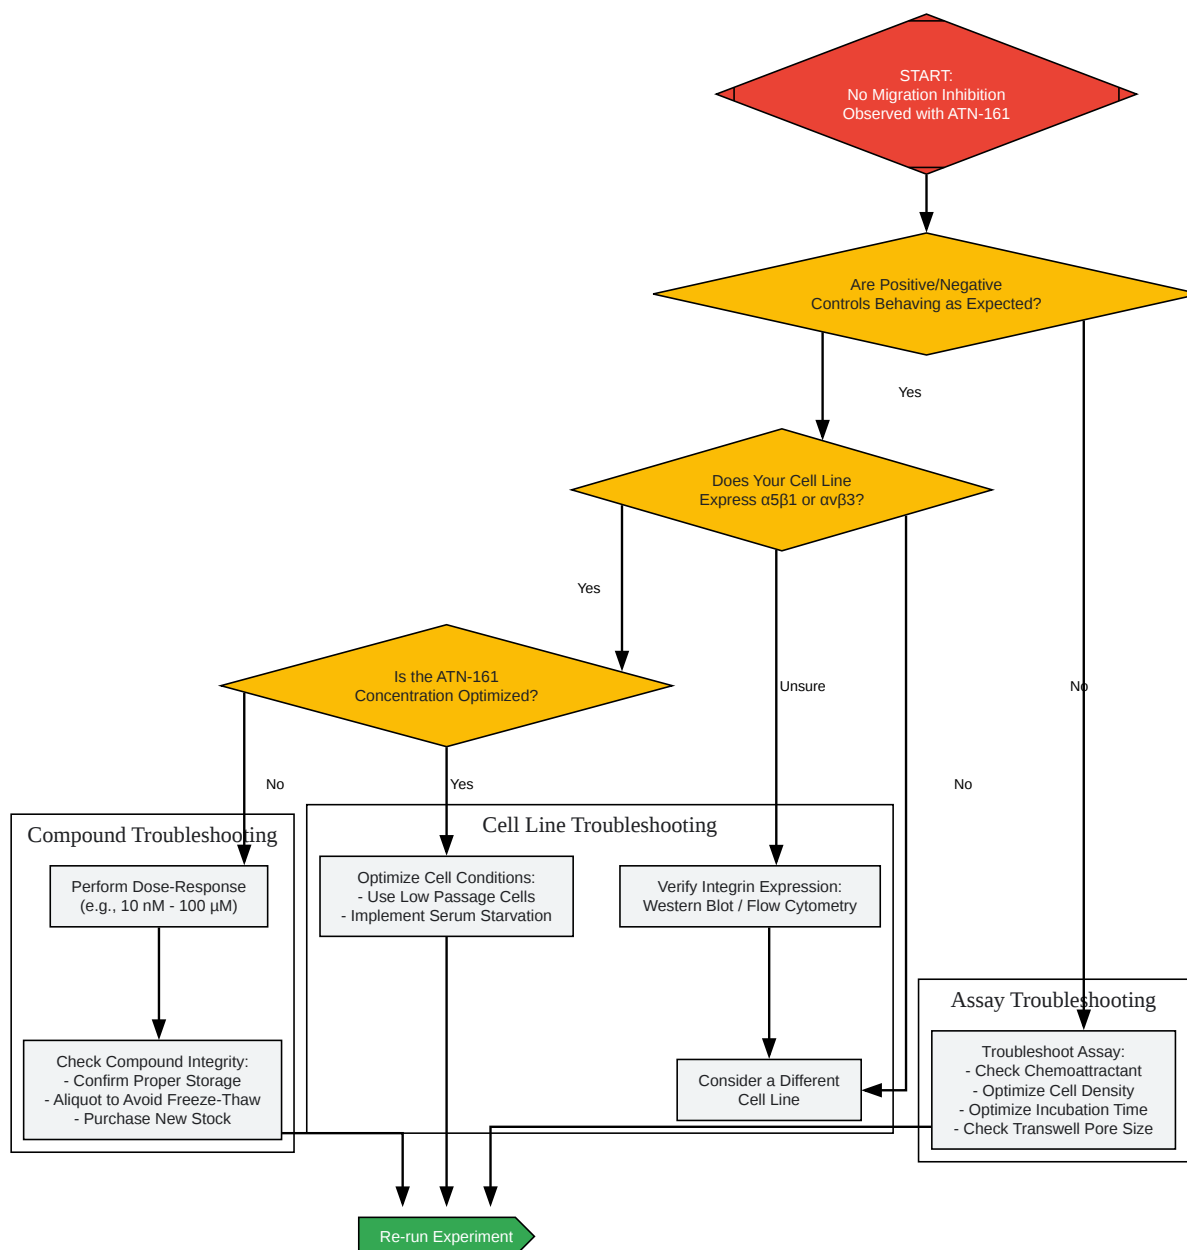 START:
No Migration Inhibition
Observed with ATN-161
Are Positive/Negative
Controls Behaving as Expected?
Yes
Does Your Cell Line
Express α5β1 or αvβ3?
Yes
Is the ATN-161
Concentration Optimized?
Unsure
No
No
Yes
No
Compound Troubleshooting
Cell Line Troubleshooting
Perform Dose-Response
(e.g., 10 nM - 100 µM)
Optimize Cell Conditions:
- Use Low Passage Cells
- Implement Serum Starvation
Verify Integrin Expression:
Western Blot / Flow Cytometry
Assay Troubleshooting
Check Compound Integrity:
- Confirm Proper Storage
- Aliquot to Avoid Freeze-Thaw
- Purchase New Stock
Consider a Different
Cell Line
Troubleshoot Assay:
- Check Chemoattractant
- Optimize Cell Density
- Optimize Incubation Time
- Check Transwell Pore Size
Re-run Experiment